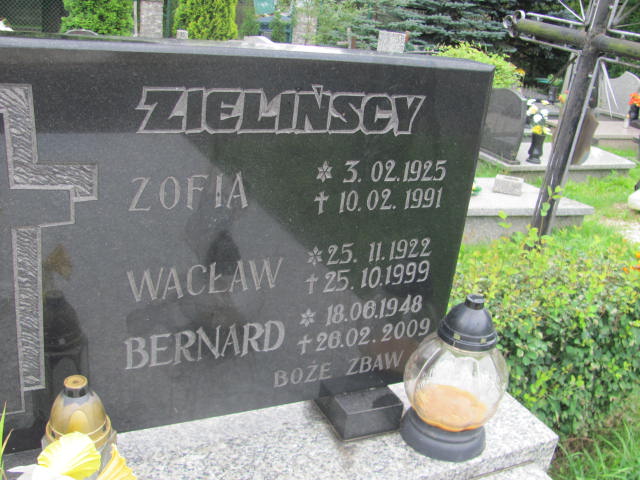 ZIELIŃSCY
ZOFIA * 3.02.1925
† 10.02.1991
WACŁAW * 25.11.1922
† 25.10.1999
BERNARD * 18.06.1948
† 26.02.2009
BOŻE ZBAW